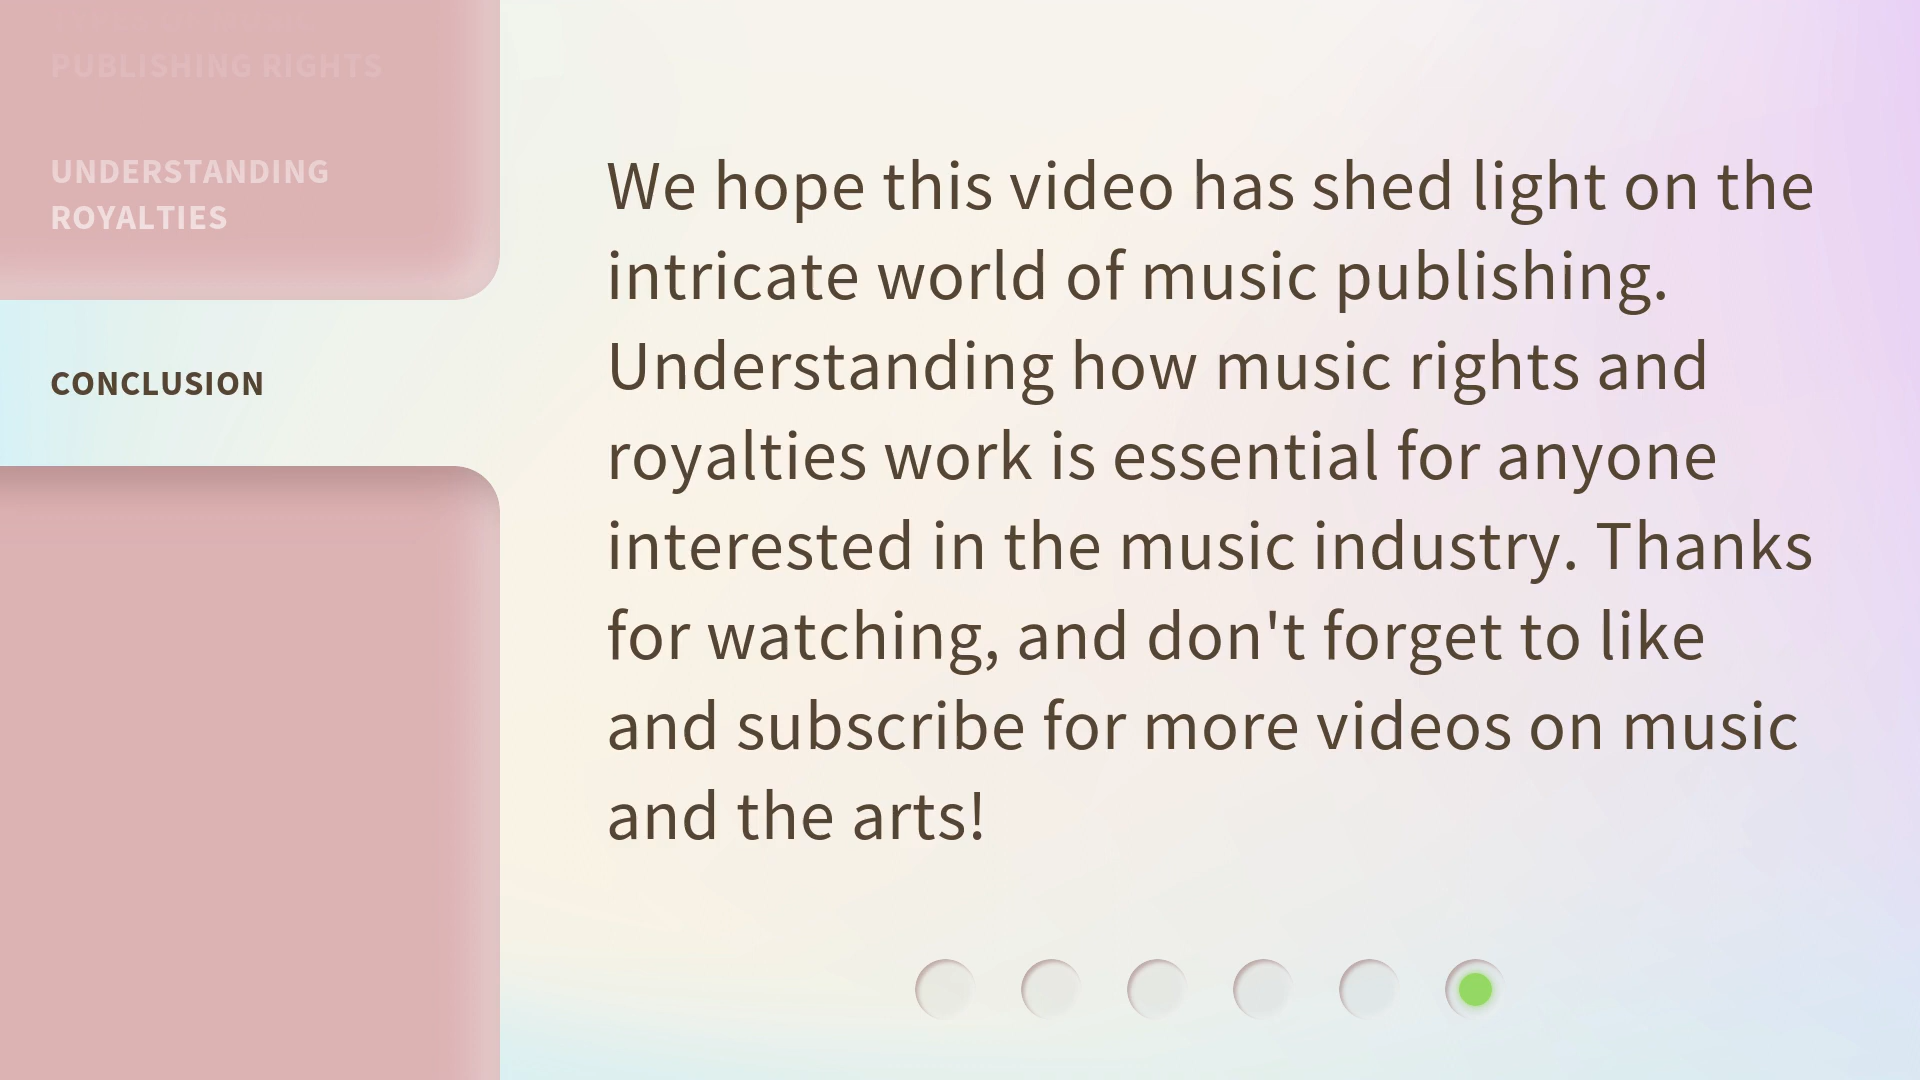 PUBLISHING RIGHTS
UNDERSTANDING
ROYALTIES
CONCLUSION
We hope this video has shed light on the
intricate world of music publishing.
Understanding how music rights and
royalties work is essential for anyone
interested in the music industry. Thanks
for watching, and don't forget to like
and subscribe for more videos on music
and the arts!